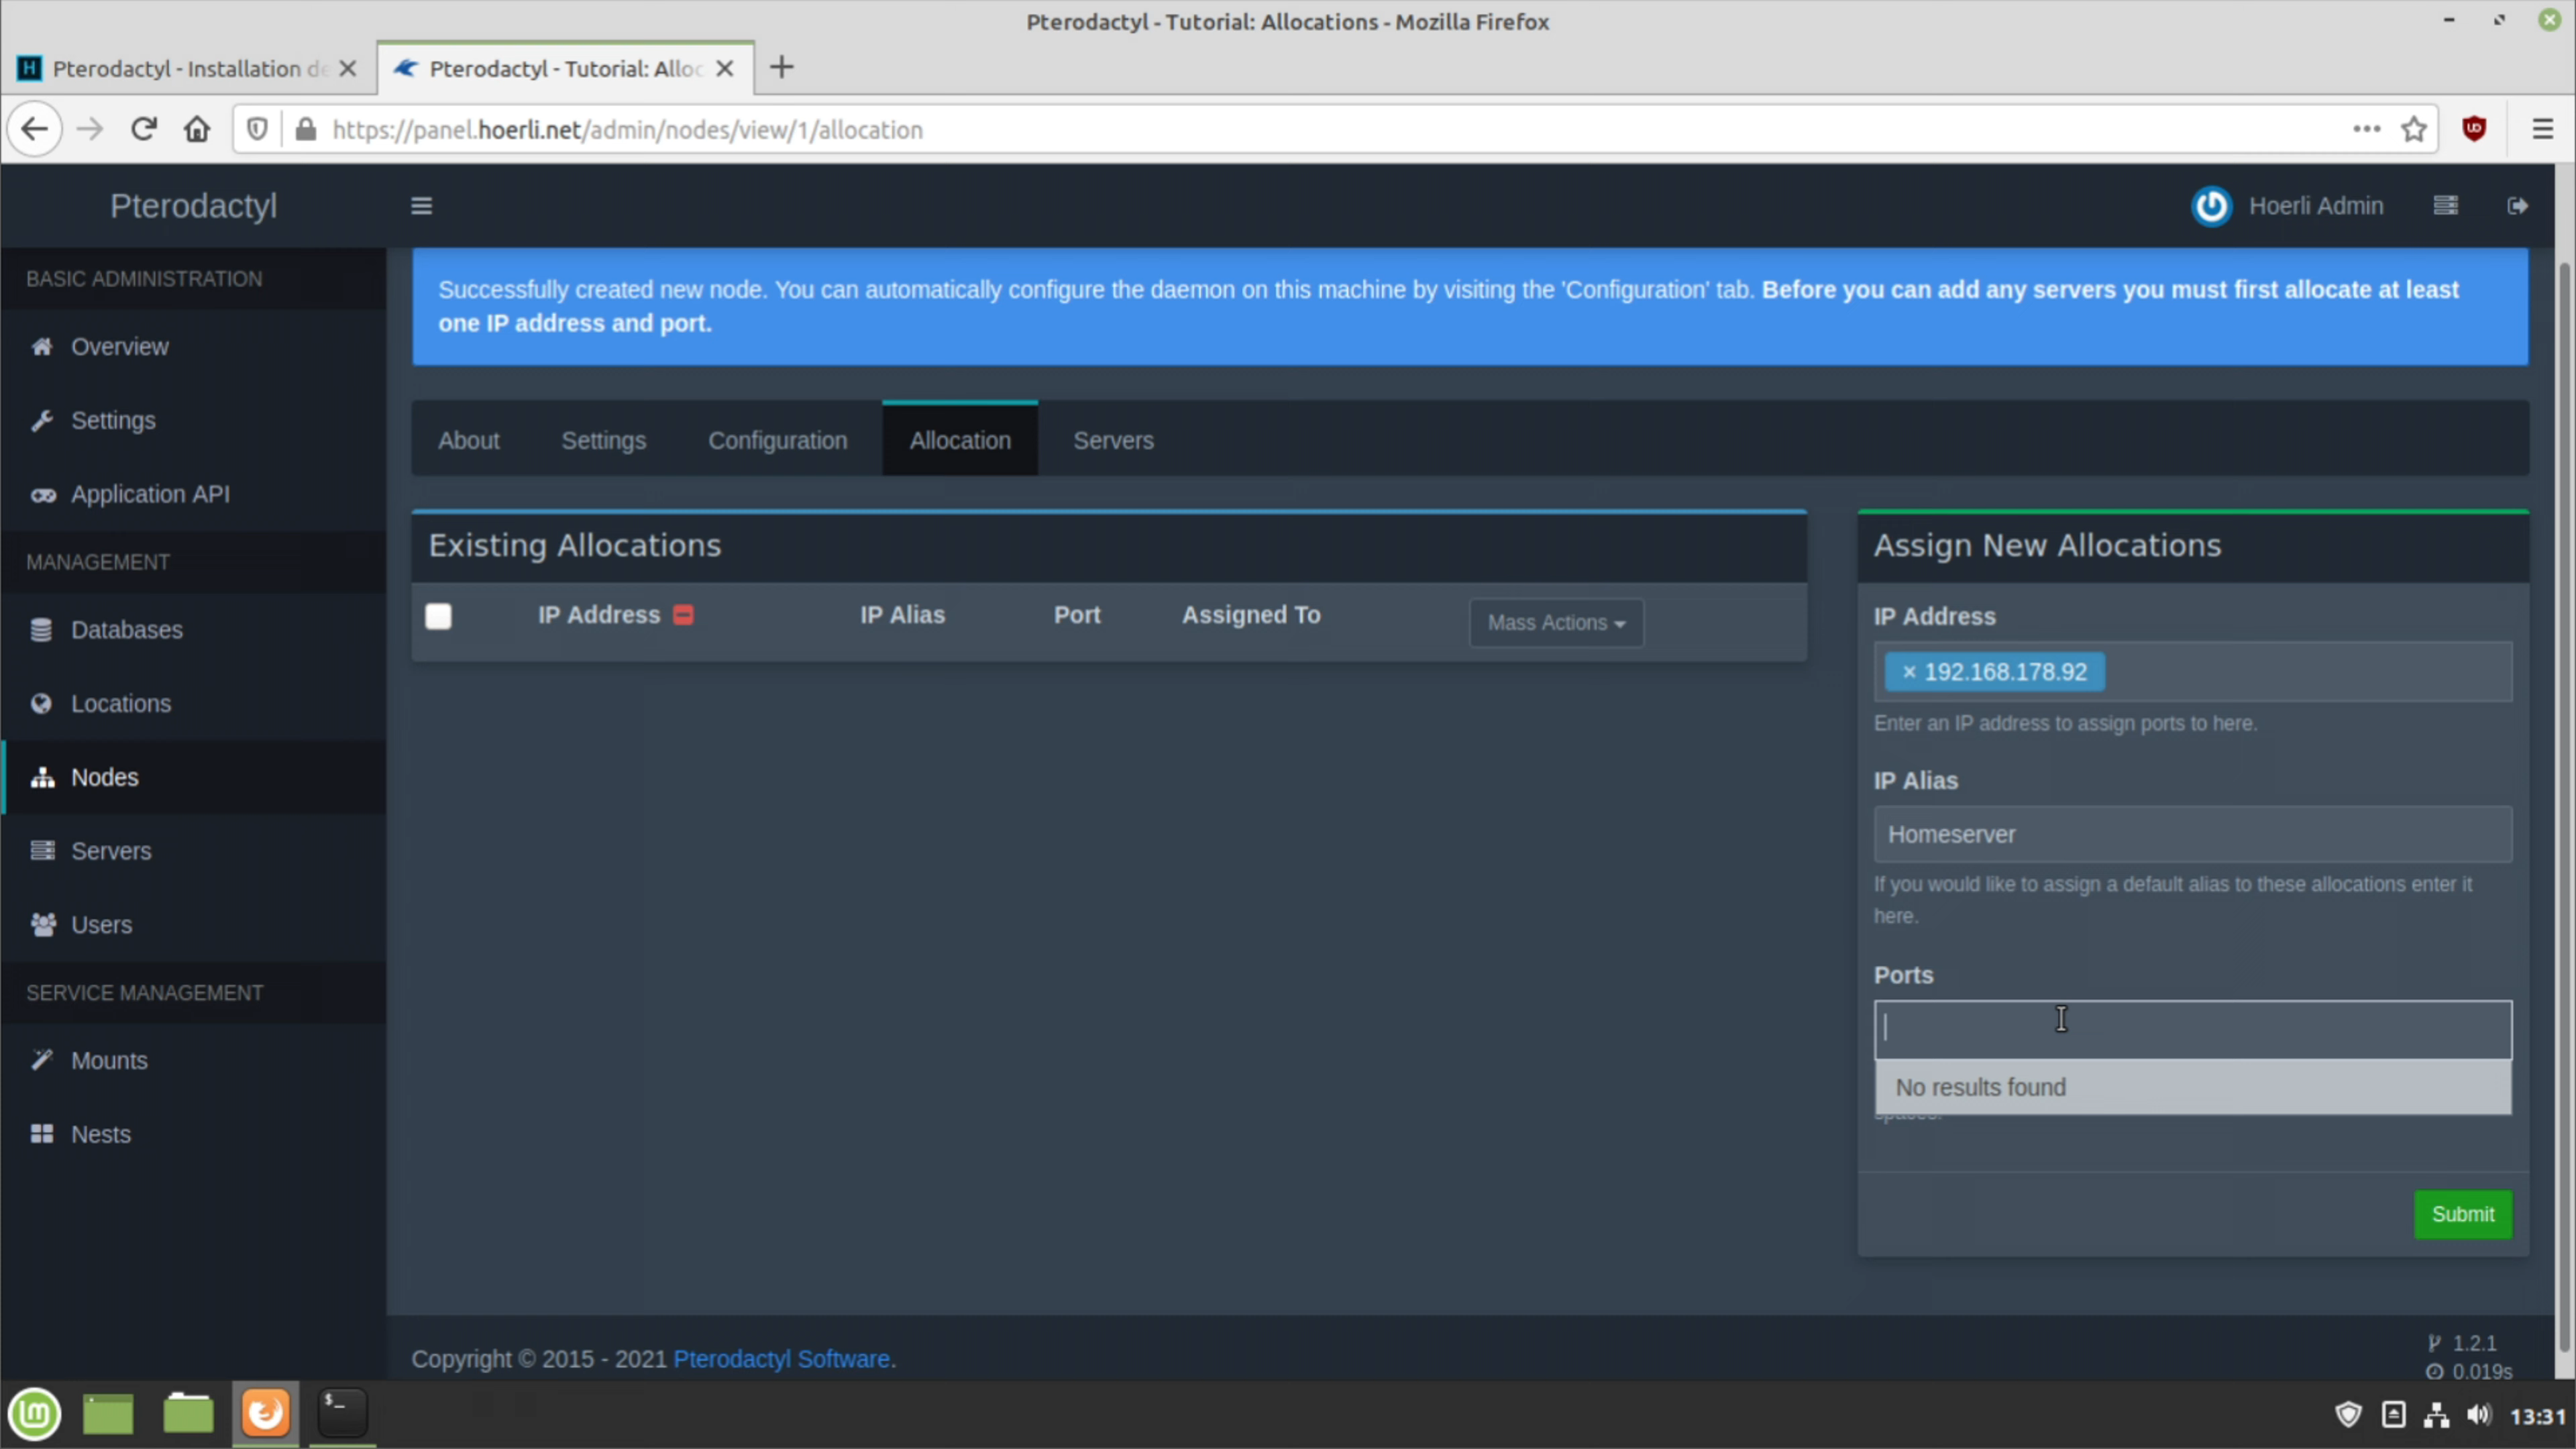 Pterodactyl - Tutorial: Allocations - Mozilla Firefox
Pterodactyl - Installation de
Pterodactyl - Tutorial: Alloc
https://panel.hoerli.net/admin/nodes/view/1/allocation
Pterodactyl
Hoerli Admin
BASIC ADMINISTRATION
Overview
Settings
Application API
MANAGEMENT
Databases
Locations
Nodes
Servers
Users
SERVICE MANAGEMENT
Mounts
Nests
Successfully created new node. You can automatically configure the daemon on this machine by visiting the 'Configuration' tab. Before you can add any servers you must first allocate at least
one IP address and port.
About
Settings
Configuration
Allocation
Servers
Existing Allocations
IP Address
IP Alias
Port
Assigned To
Mass Actions
Assign New Allocations
IP Address
× 192.168.178.92
Enter an IP address to assign ports to here.
IP Alias
Homeserver
If you would like to assign a default alias to these allocations enter it
here.
Ports
No results found
spaces.
Submit
Copyright © 2015 - 2021 Pterodactyl Software.
1.2.1
0.019s
13:31